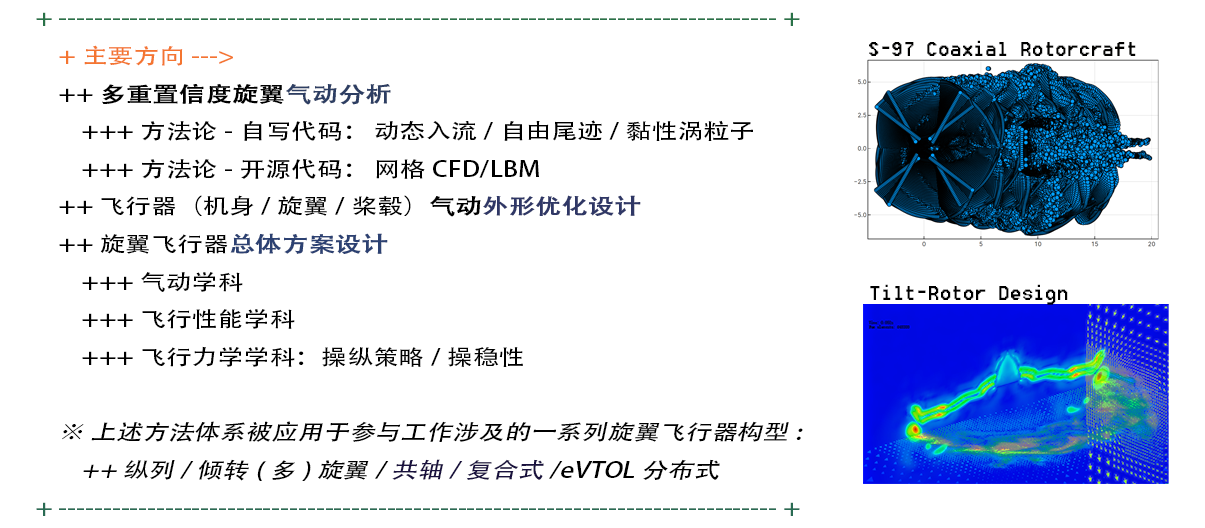 + ------------------------------------------------------------------------------- +
+ 主要方向 --->
++ 多重置信度旋翼气动分析
+++ 方法论 - 自写代码： 动态入流 / 自由尾迹 / 黏性涡粒子
+++ 方法论 - 开源代码： 网格 CFD/LBM
++ 飞行器（机身 / 旋翼 / 桨毂）气动外形优化设计
++ 旋翼飞行器总体方案设计
+++ 气动学科
+++ 飞行性能学科
+++ 飞行力学学科：操纵策略 / 操稳性
※ 上述方法体系被应用于参与工作涉及的一系列旋翼飞行器构型：
++ 纵列 / 倾转 ( 多 ) 旋翼 / 共轴 / 复合式 /eVTOL 分布式
+ ------------------------------------------------------------------------------- +
S-97 Coaxial Rotorcraft
5.0
2.5
0.0
-2.5
-5.0
0 5 10 15 20
Tilt-Rotor Design